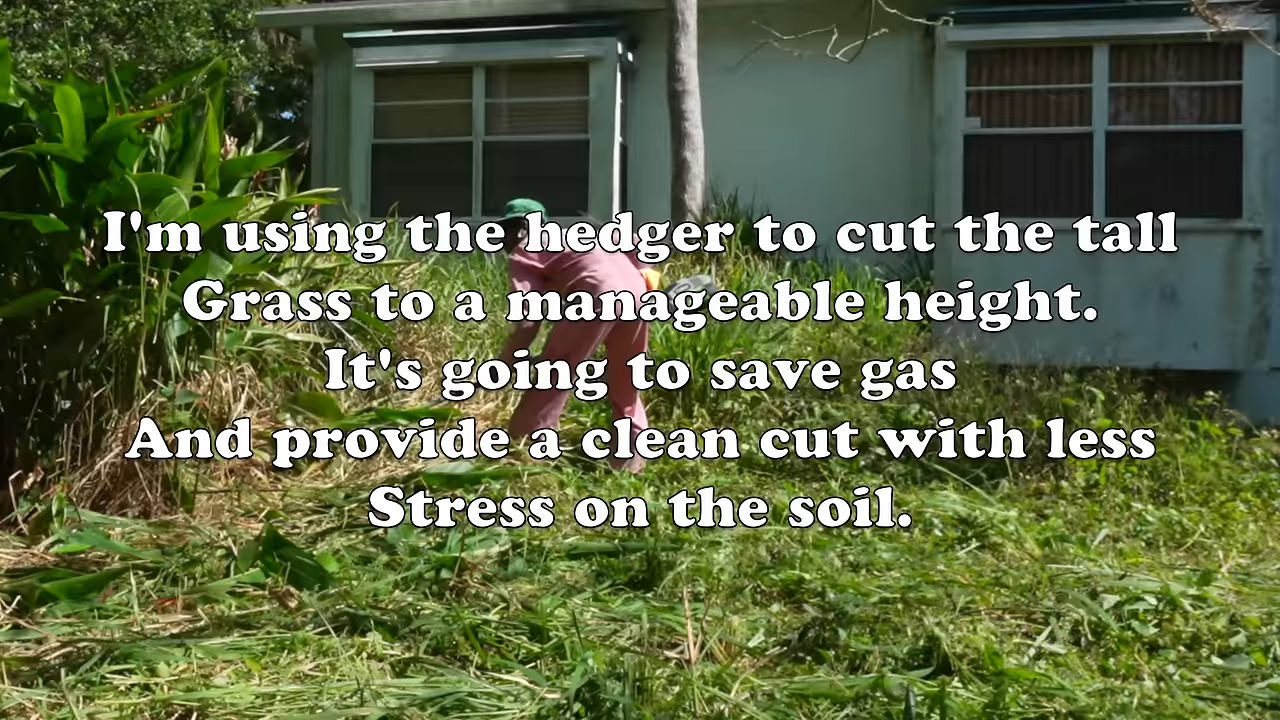 I'm using the hedger to cut the tall
Grass to a manageable height.
It's going to save gas
And provide a clean cut with less
Stress on the soil.